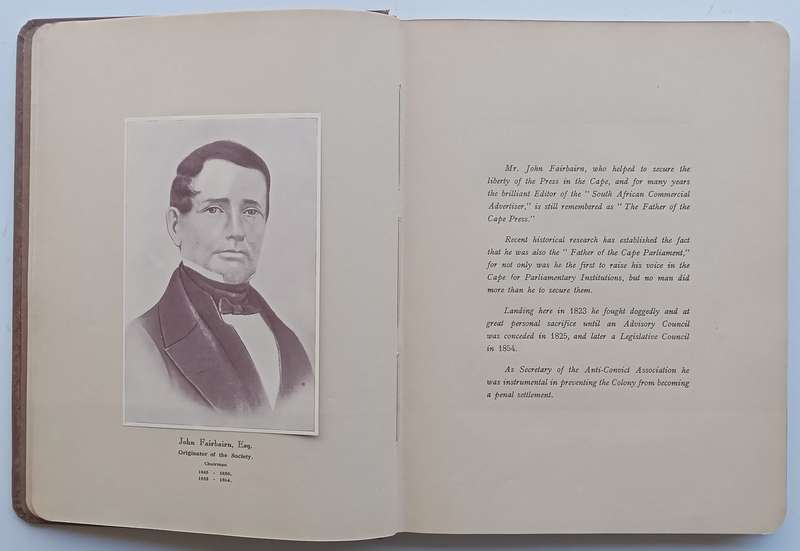 John Fairbairn, Esq.
Originator of the Society.
Chairman
Mr. John Fairbairn, who helped to secure the
liberty of the Press in the Cape, and for many years
the brilliant Editor of the " South African Commercial
Advertiser," is still remembered as " The Father of the
Cape Press."
Recent historical research has established the fact
that he was also the " Father of the Cape Parliament,"
for not only was he the first to raise his voice in the
Cape for Parliamentary Institutions, but no man did
more than he to secure them.
Landing here in 1823 he fought doggedly and at
great personal sacrifice until an Advisory Council
was conceded in 1825, and later a Legislative Council
in 1854.
As Secretary of the Anti-Convict Association he
was instrumental in preventing the Colony from becoming
a penal settlement.